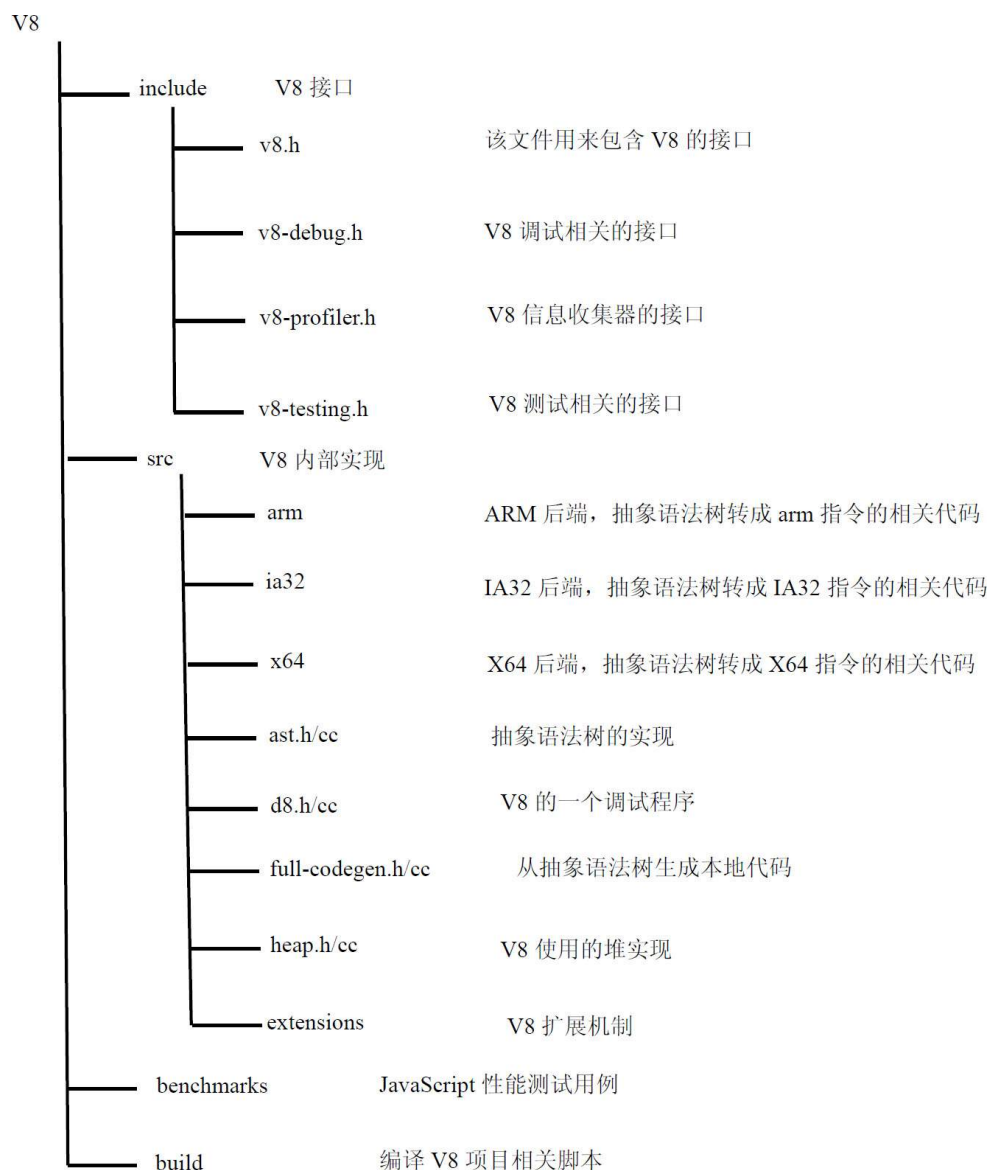 V8
include V8 接口
v8.h 该文件用来包含 V8 的接口
v8-debug.h V8 调试相关的接口
v8-profiler.h V8 信息收集器的接口
v8-testing.h V8 测试相关的接口
src V8 内部实现
arm ARM 后端，抽象语法树转成 arm 指令的相关代码
ia32 IA32 后端，抽象语法树转成 IA32 指令的相关代码
x64 X64 后端，抽象语法树转成 X64 指令的相关代码
ast.h/cc 抽象语法树的实现
d8.h/cc V8 的一个调试程序
full-codegen.h/cc 从抽象语法树生成本地代码
heap.h/cc V8 使用的堆实现
extensions V8 扩展机制
benchmarks JavaScript 性能测试用例
build 编译 V8 项目相关脚本